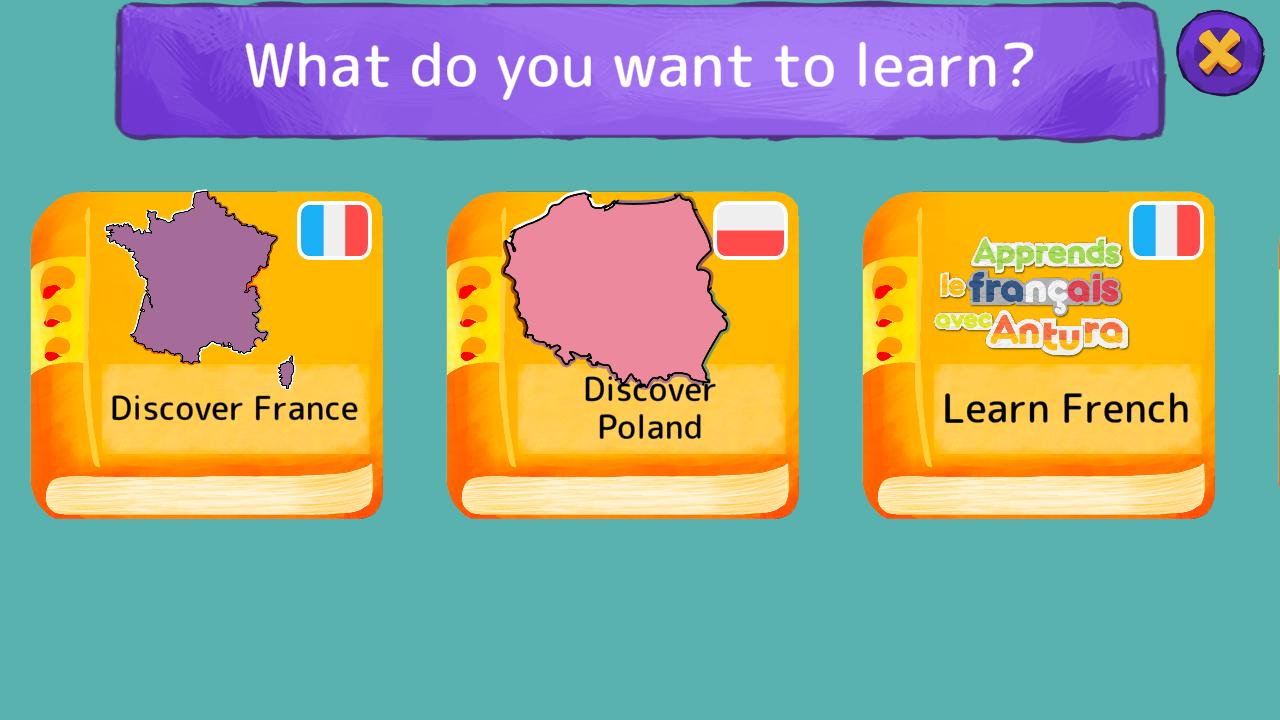 What do you want to learn?
Discover France
Discover
Poland
Apprends
le français
avec Antura
Learn French